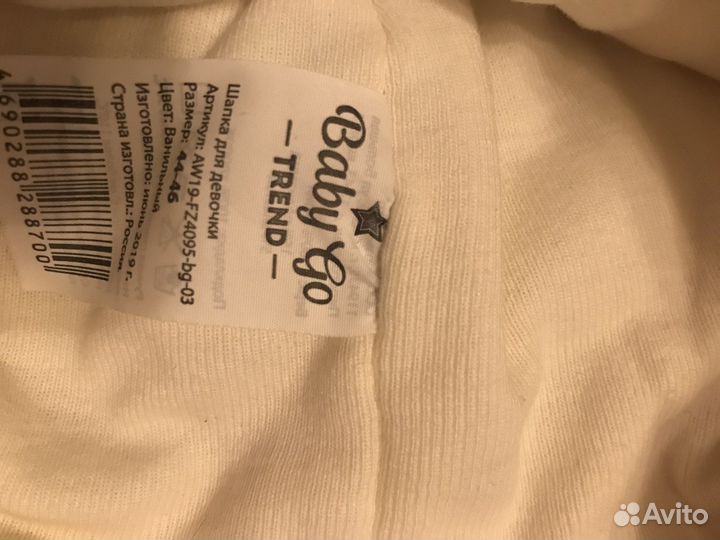 Baby Go
— TREND —
Шапка для девочки
Артикул: AW19-FZ4095-bg-03
Размер: 44-46
Цвет: Ванильный
Изготовлено: июнь 2019 г.
Страна изготовл.: Россия
4690288288700
Avito